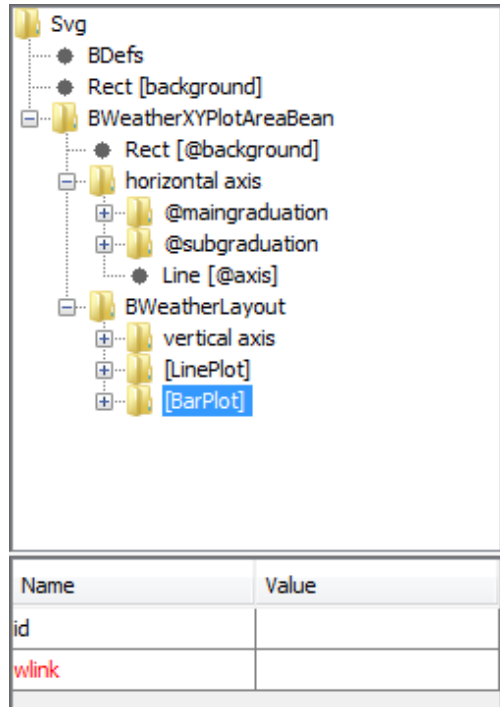 Svg
BDefs
Rect [background]
BWeatherXYPlotAreaBean
Rect [@background]
horizontal axis
@maingraduation
@subgraduation
Line [@axis]
BWeatherLayout
vertical axis
[LinePlot]
[BarPlot]
Name Value
id
wlink